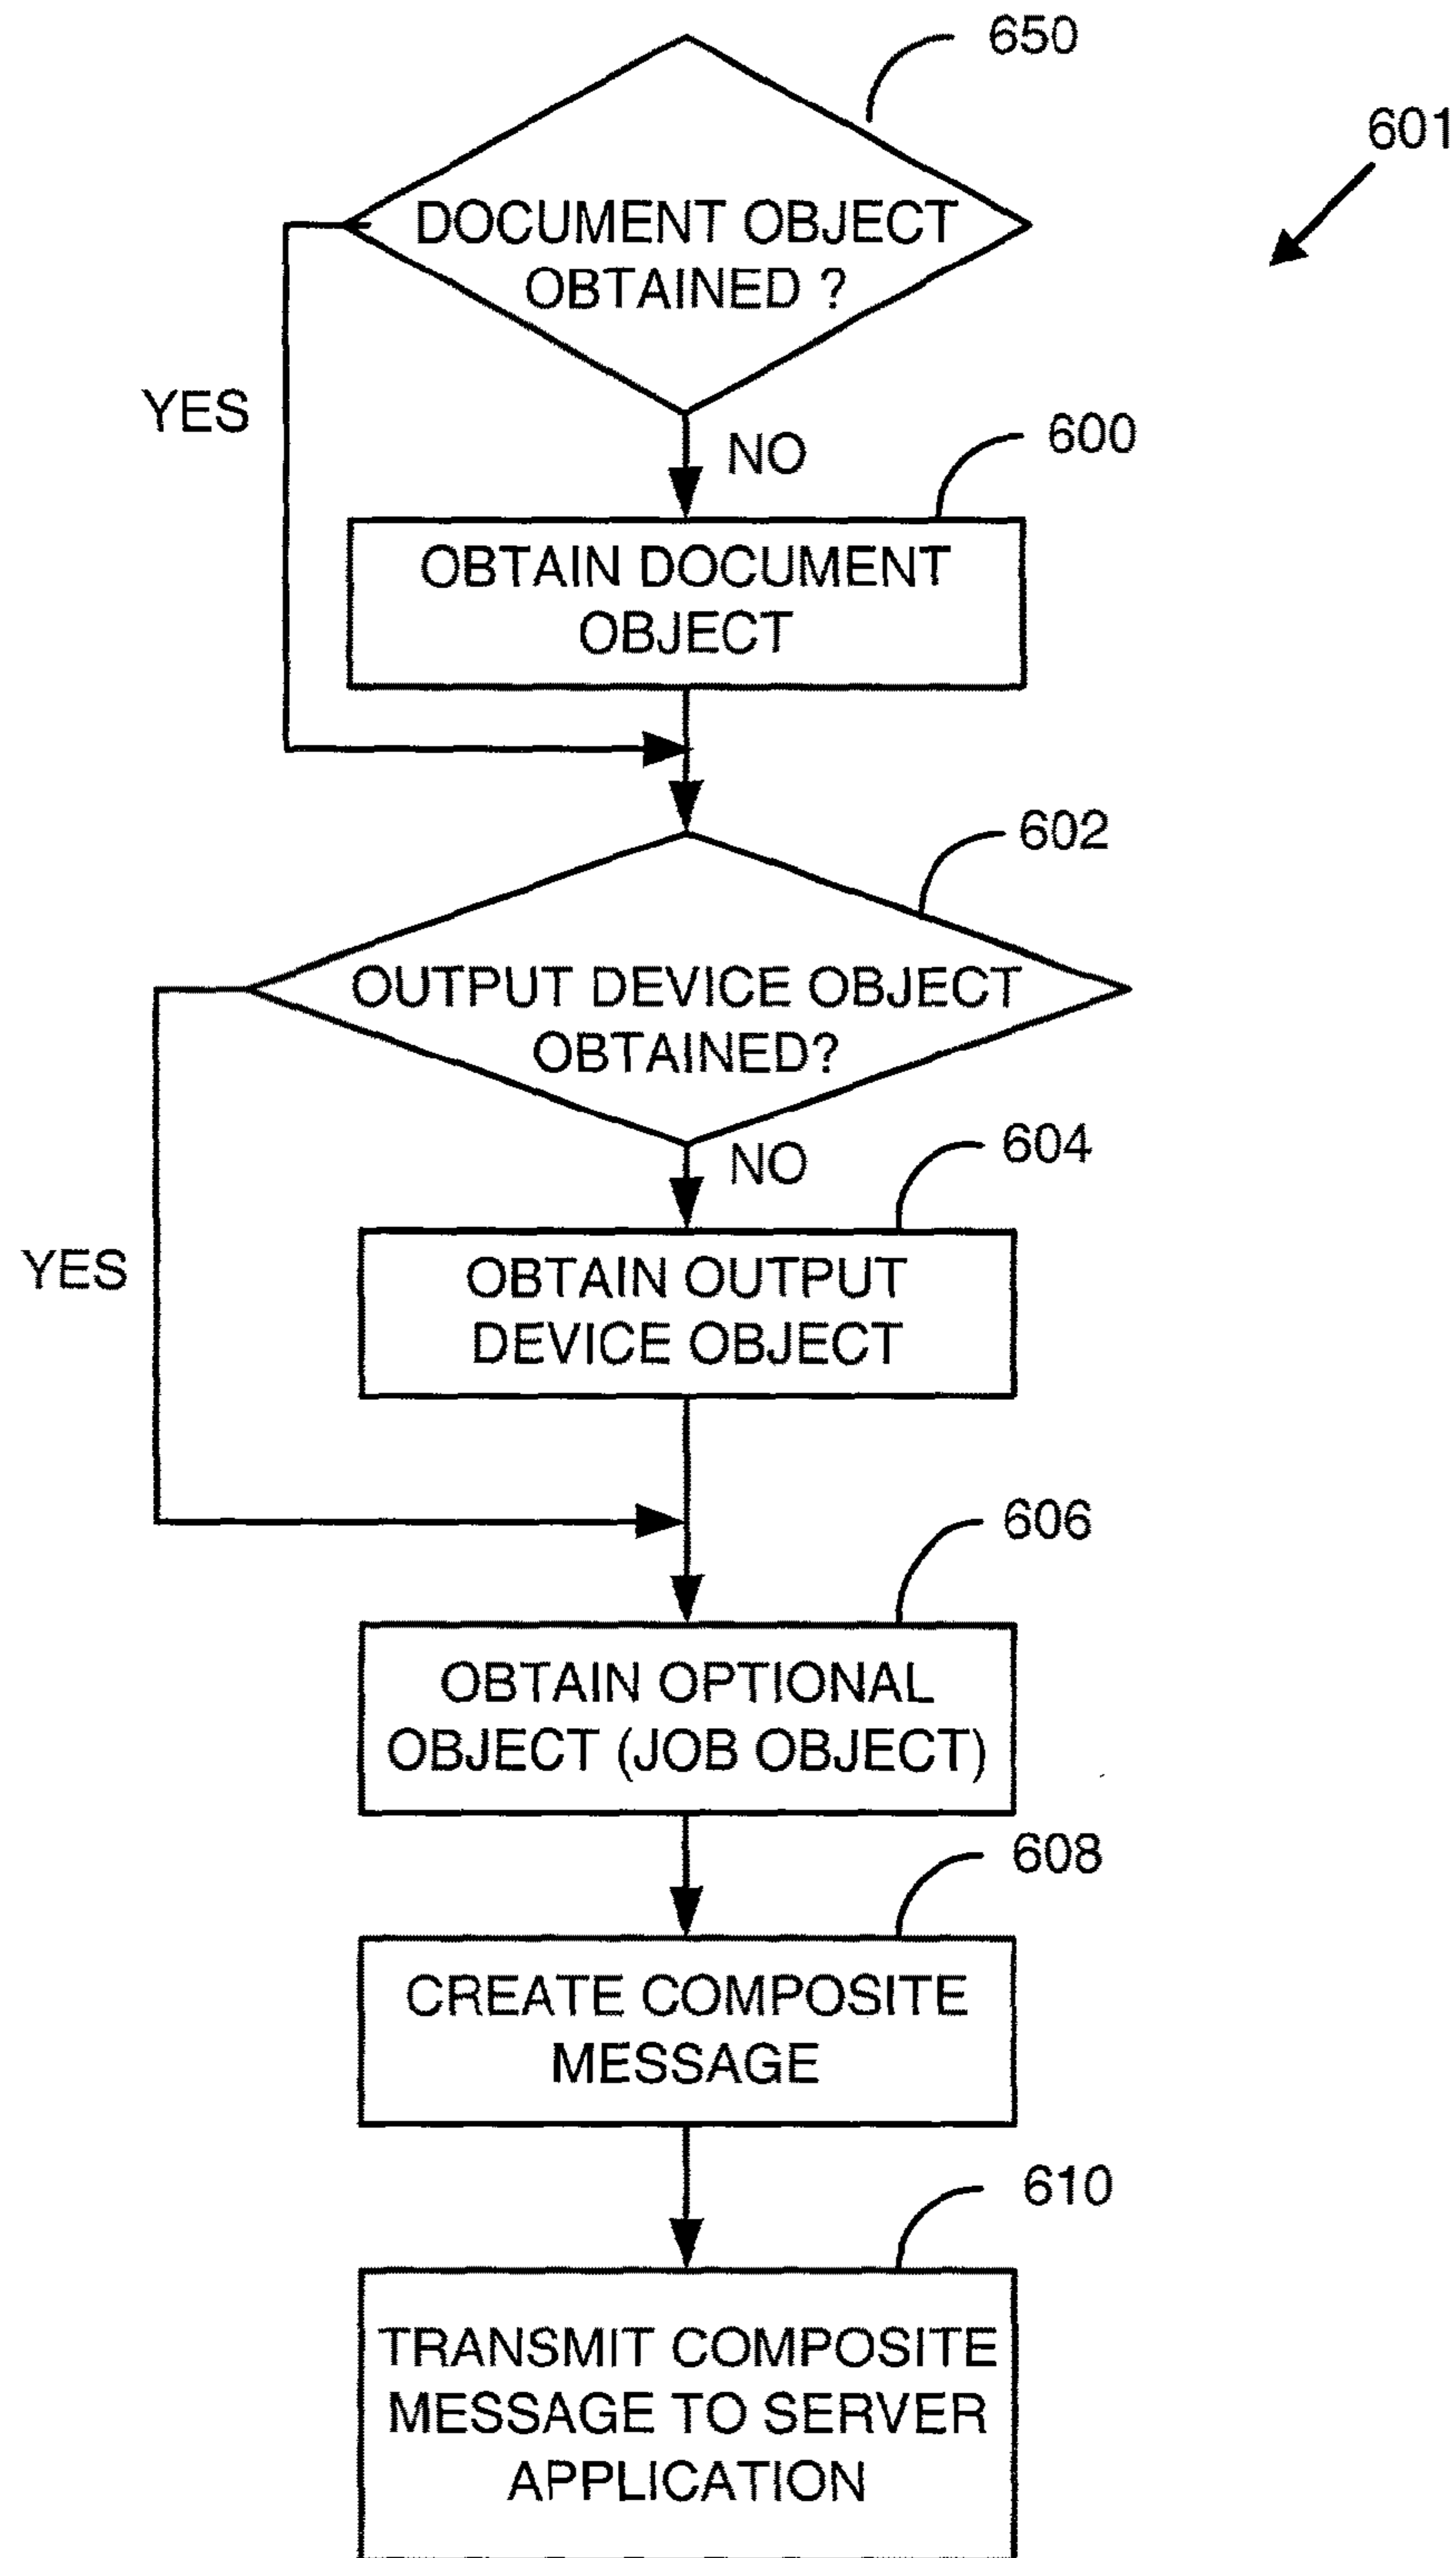 650
601
DOCUMENT OBJECT
OBTAINED ?
YES
NO
600
OBTAIN DOCUMENT
OBJECT
602
OUTPUT DEVICE OBJECT
OBTAINED?
NO
604
YES
OBTAIN OUTPUT
DEVICE OBJECT
606
OBTAIN OPTIONAL
OBJECT (JOB OBJECT)
608
CREATE COMPOSITE
MESSAGE
610
TRANSMIT COMPOSITE
MESSAGE TO SERVER
APPLICATION